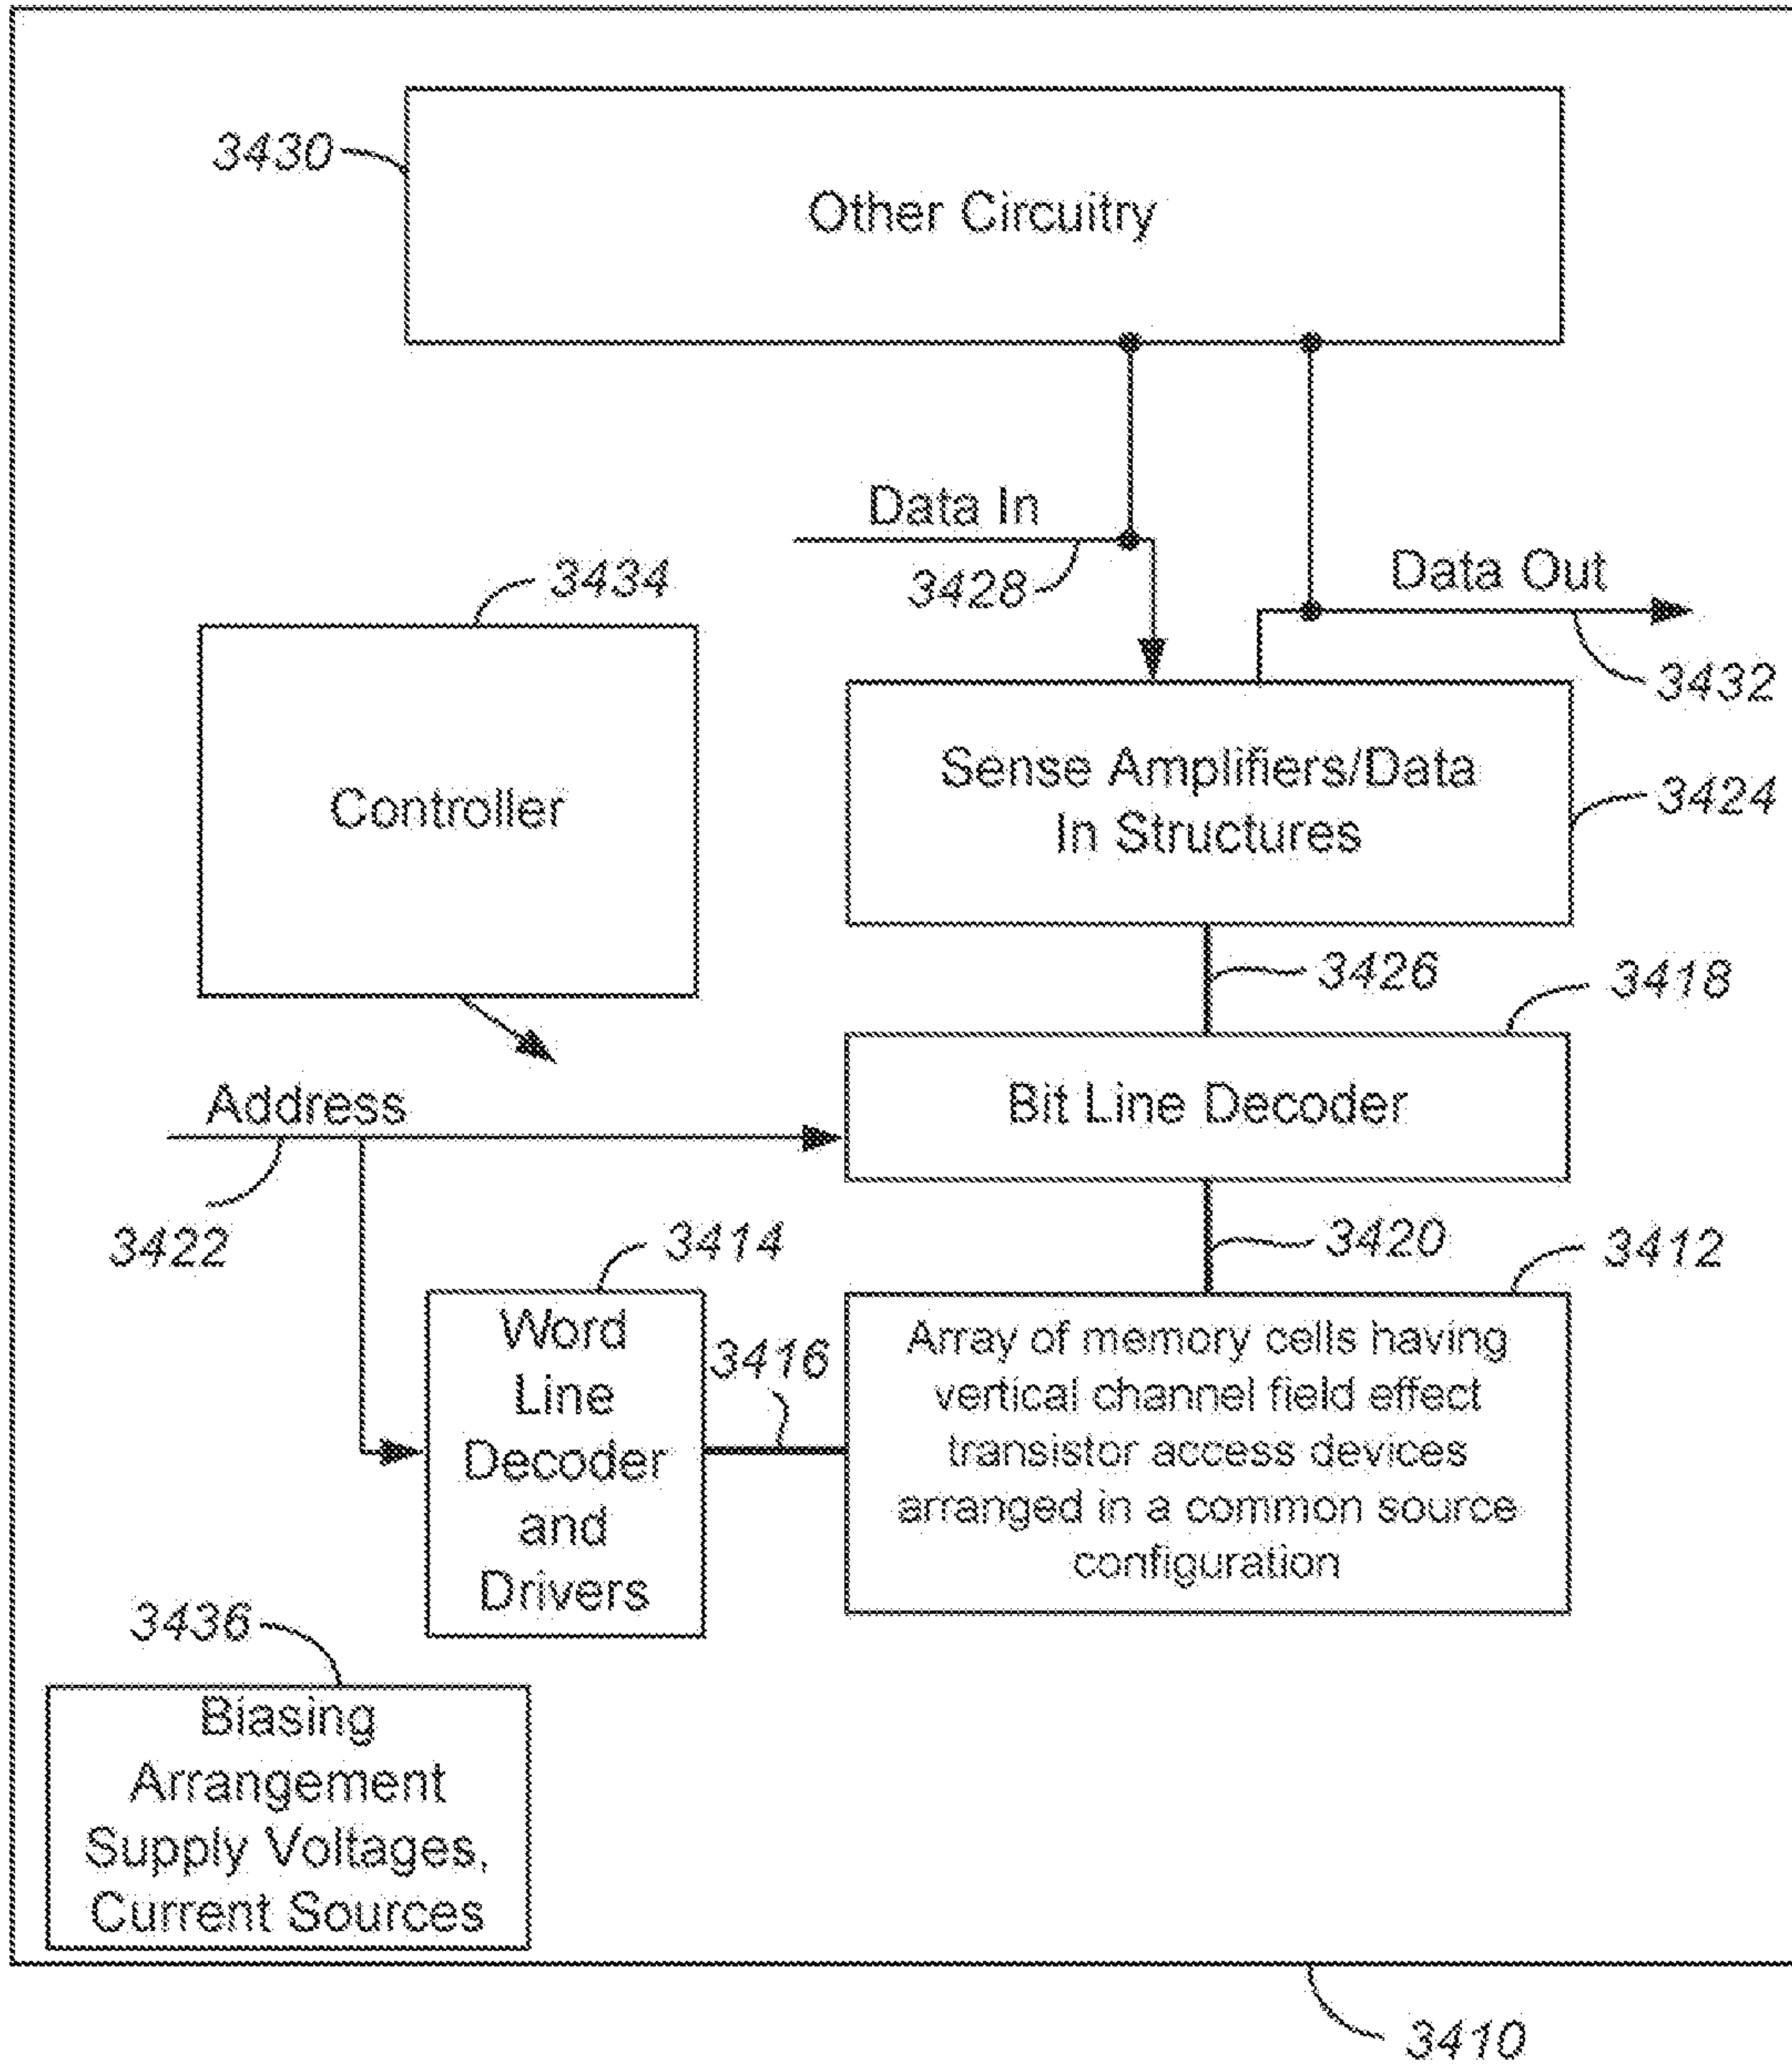 3430
Other Circuitry
Data In
3428
Data Out
3432
3434
Controller
Sense Amplifiers/Data
In Structures
3424
3426
3418
Bit Line Decoder
Address
3422
3420
3414
3412
Word
Line
Decoder
and
Drivers
3416
Array of memory cells having
vertical channel field effect
transistor access devices
arranged in a common source
configuration
3436
Biasing
Arrangement
Supply Voltages,
Current Sources
3410